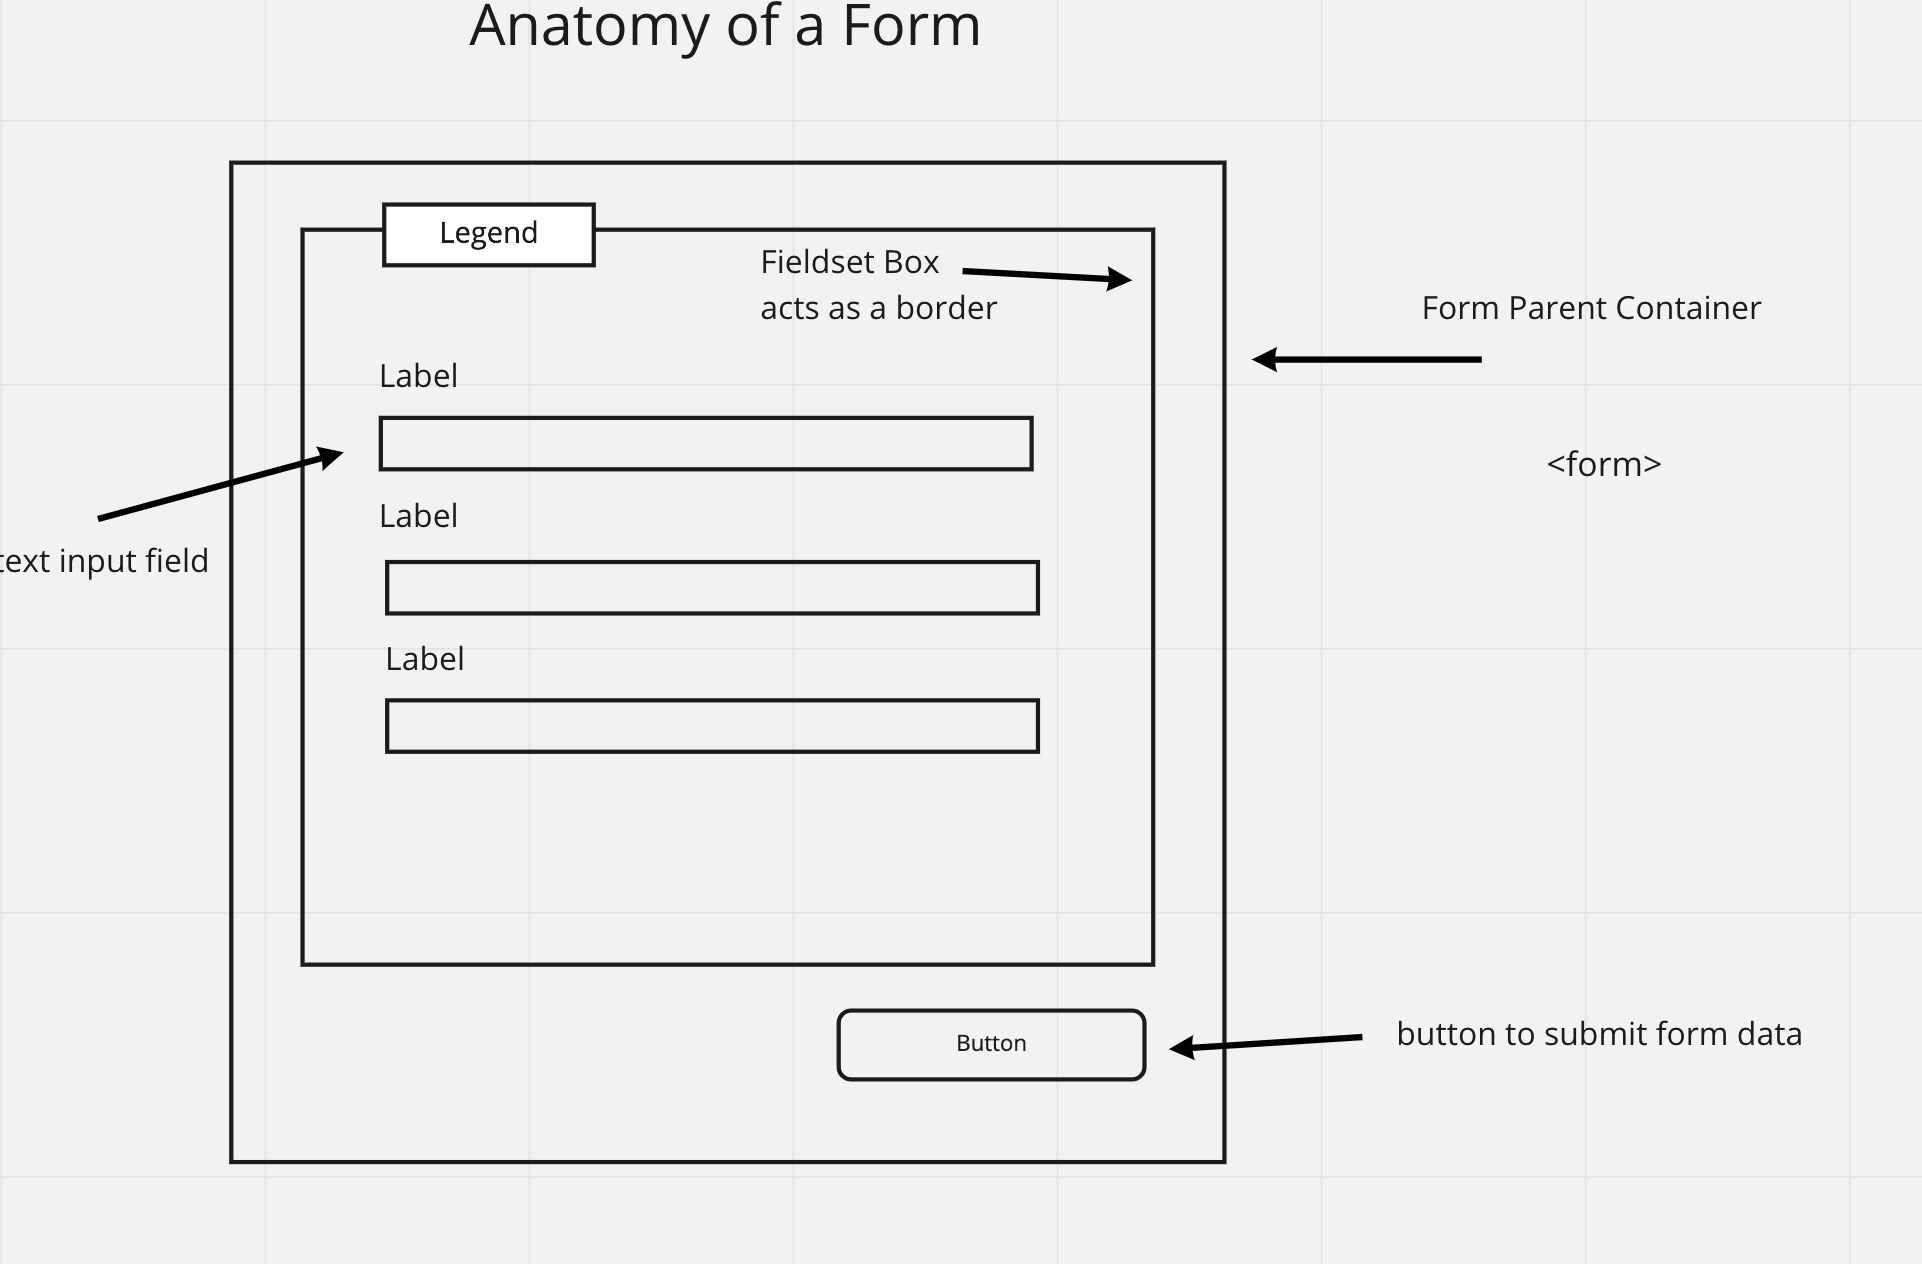 Anatomy of a Form
Legend
Fieldset Box
acts as a border
Form Parent Container
Label
<form>
Label
text input field
Label
button to submit form data
Button